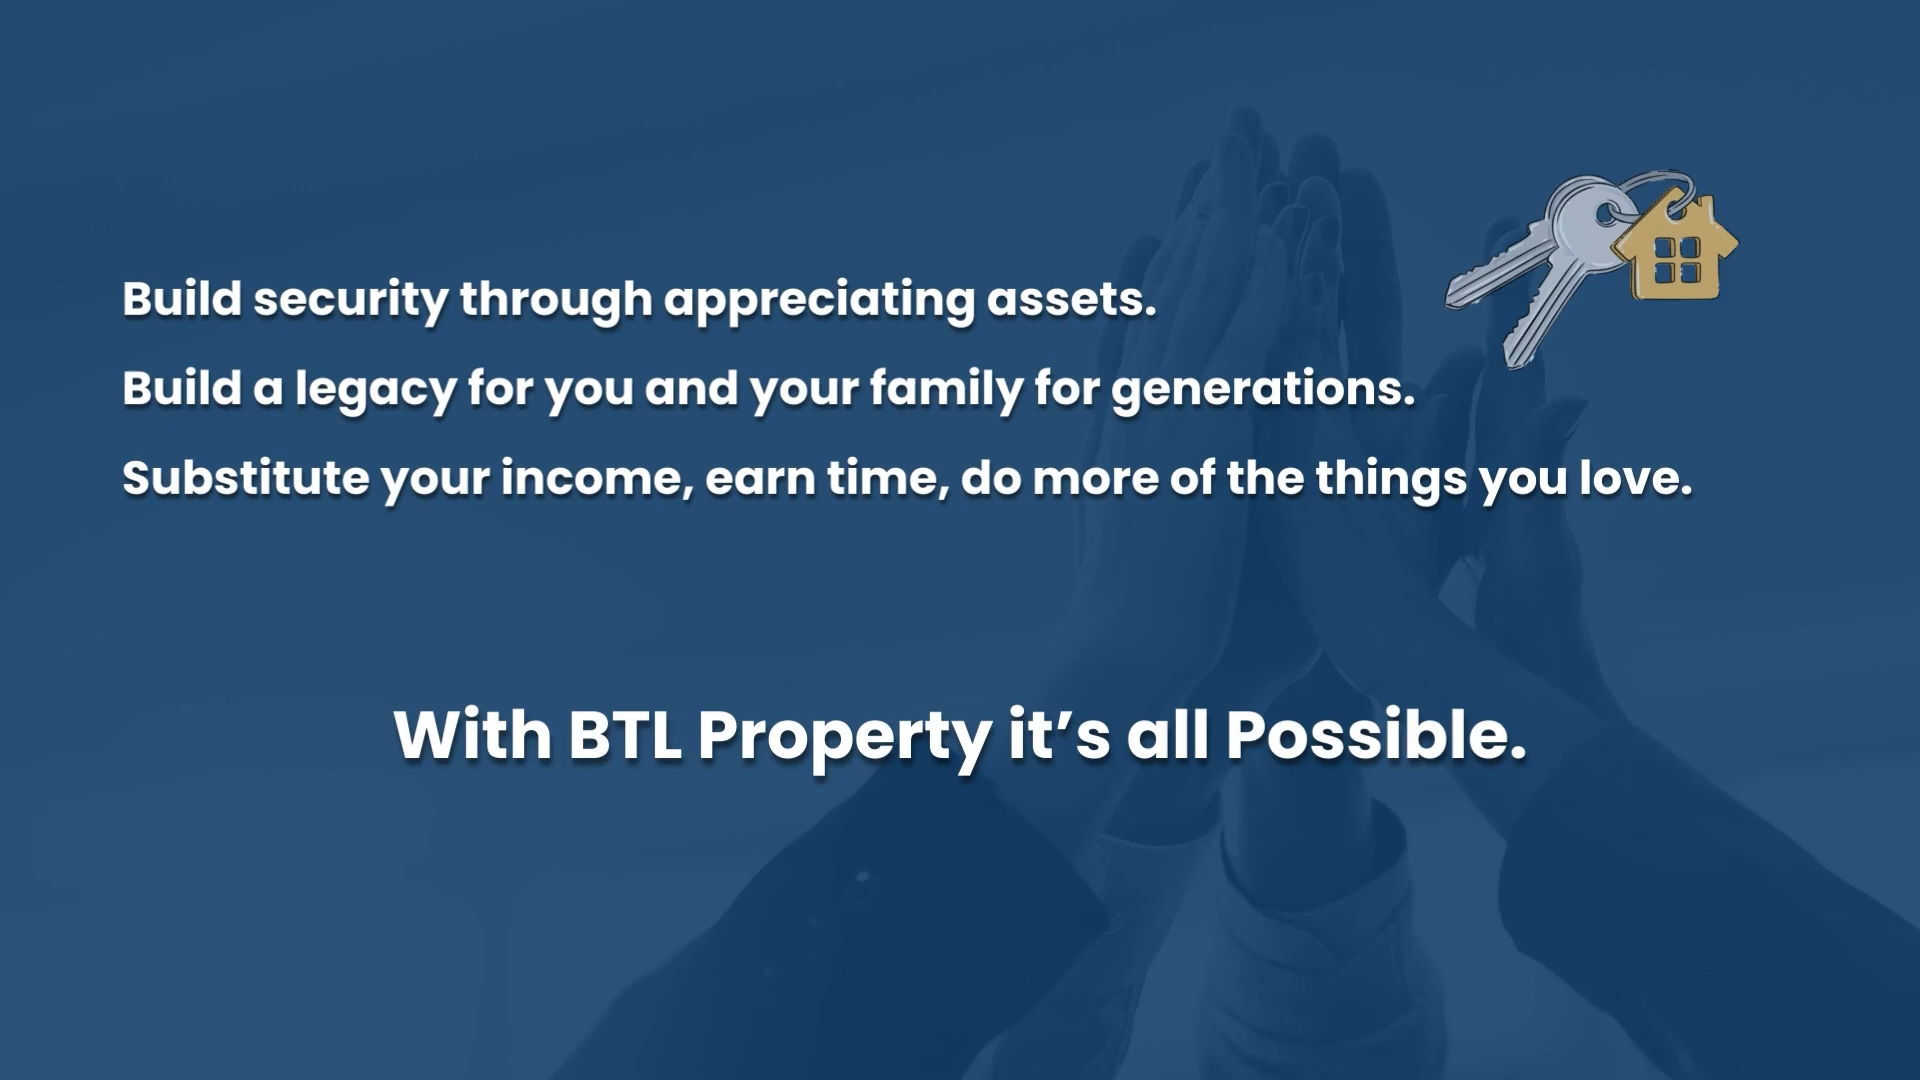 Build security through appreciating assets.
Build a legacy for you and your family for generations.
Substitute your income, earn time, do more of the things you love.
With BTL Property it’s all Possible.